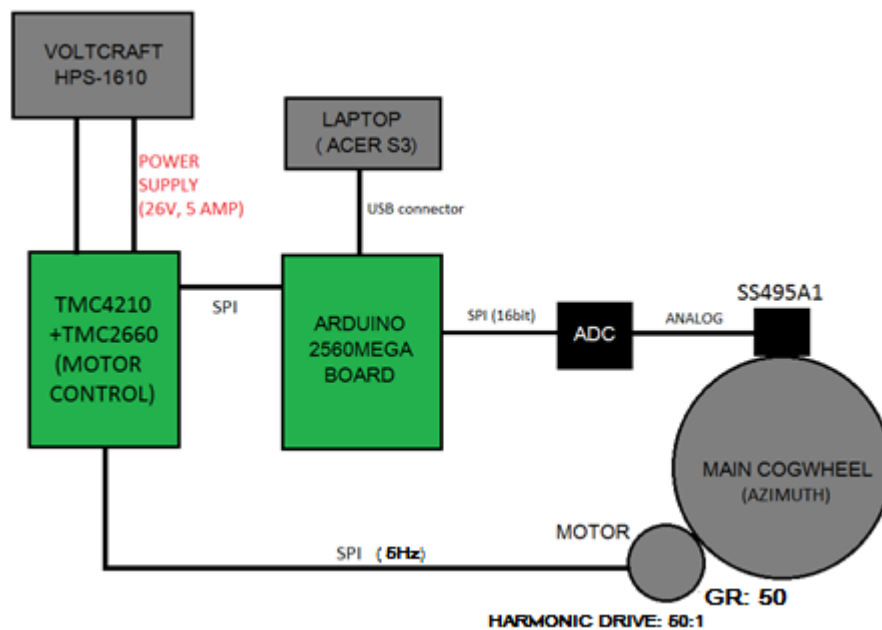 VOLTCRAFT
HPS-1610
LAPTOP
( ACER S3)
POWER
SUPPLY
(26V, 5 AMP)
USB connector
TMC4210
+TMC2660
(MOTOR
CONTROL)
SPI
ARDUINO
2560MEGA
BOARD
SPI (16bit)
ADC
ANALOG
SS495A1
MAIN COGWHEEL
(AZIMUTH)
MOTOR
SPI ( 5Hz)
GR: 50
HARMONIC DRIVE: 50:1